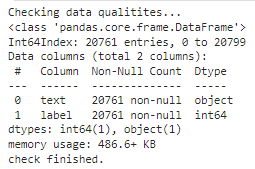 Checking data qualitites...
<class 'pandas.core.frame.DataFrame'>
Int64Index: 20761 entries, 0 to 20799
Data columns (total 2 columns):
 #   Column  Non-Null Count  Dtype
---  ------  --------------  -----
 0   text    20761 non-null  object
 1   label   20761 non-null  int64
dtypes: int64(1), object(1)
memory usage: 486.6+ KB
check finished.